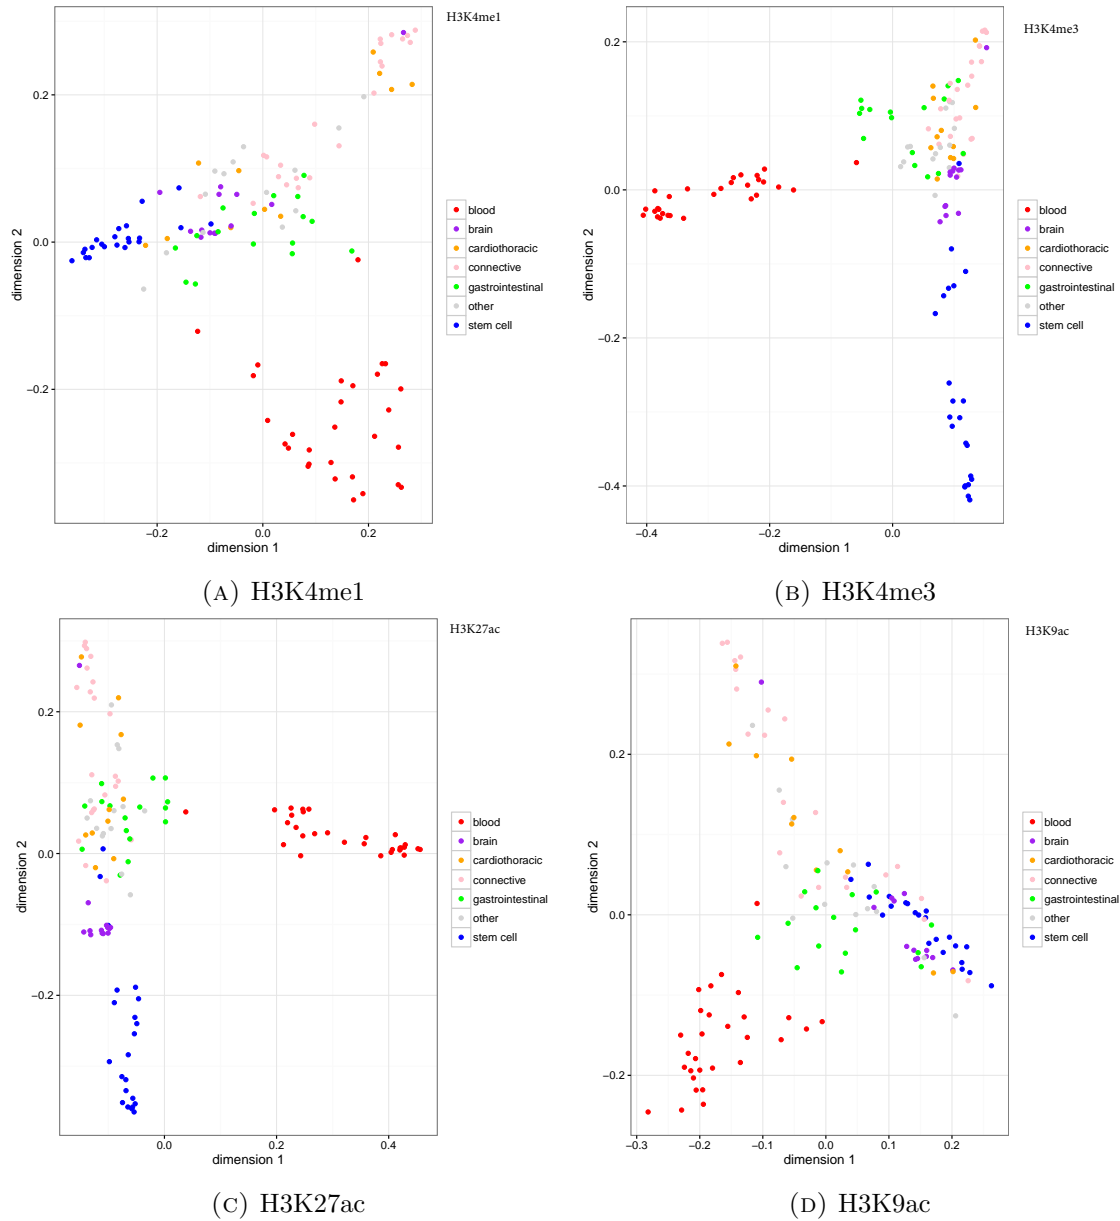 H3K4me1
dimension 2
0.2
0.0
−0.2
−0.2
0.0
0.2
dimension 1
blood
brain
cardiothoracic
connective
gastrointestinal
other
stem cell
(A) H3K4me1
H3K4me3
dimension 2
0.2
0.0
−0.2
−0.4
−0.4
−0.2
0.0
dimension 1
blood
brain
cardiothoracic
connective
gastrointestinal
other
stem cell
(B) H3K4me3
H3K27ac
dimension 2
0.2
0.0
−0.2
0.0
0.2
0.4
dimension 1
blood
brain
cardiothoracic
connective
gastrointestinal
other
stem cell
(C) H3K27ac
H3K9ac
dimension 2
0.2
0.0
−0.2
−0.3
−0.2
−0.1
0.0
0.1
0.2
dimension 1
blood
brain
cardiothoracic
connective
gastrointestinal
other
stem cell
(D) H3K9ac